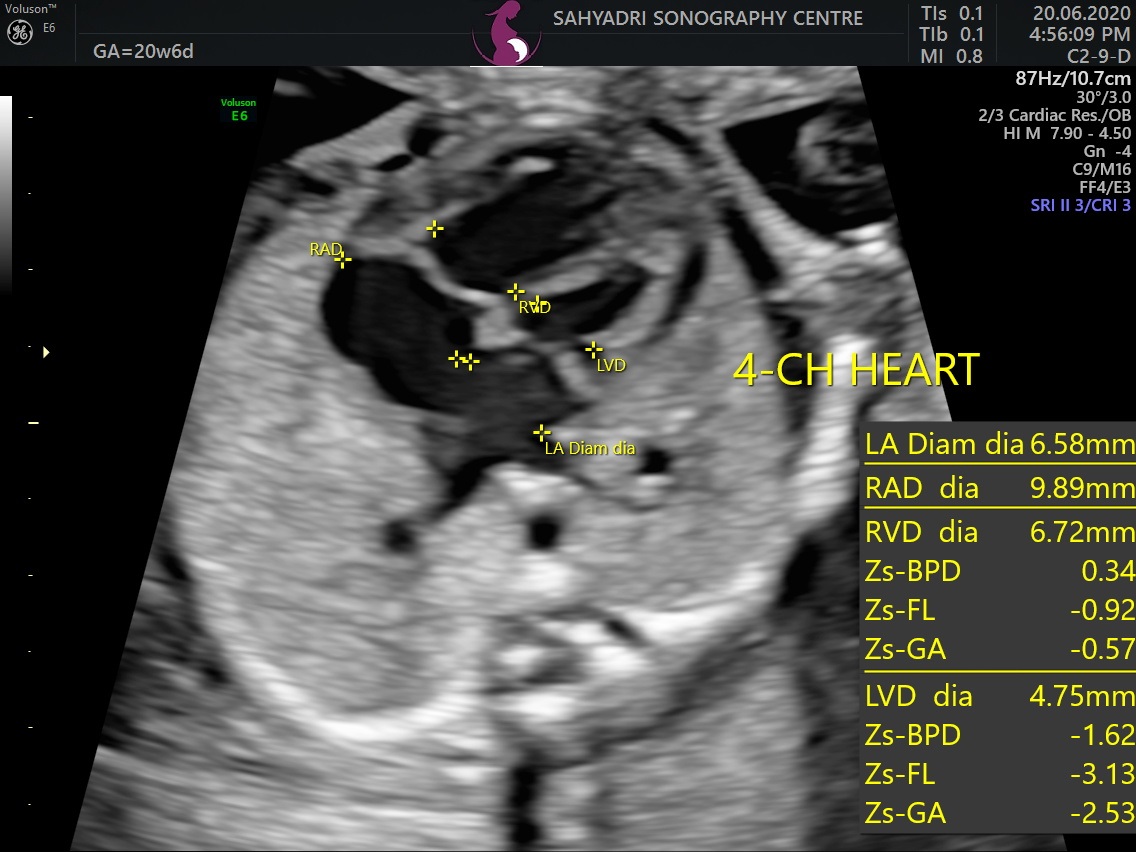 Voluson™
E6
SAHYADRI SONOGRAPHY CENTRE
GA=20w6d
TIs 0.1
TIb 0.1
MI 0.8
20.06.2020
4:56:09 PM
C2-9-D
87Hz/10.7cm
30°/3.0
2/3 Cardiac Res./OB
HI M 7.90 - 4.50
Gn -4
C9/M16
FF4/E3
SRI II 3/CRI 3
Voluson
E6
RAD
RVD
LVD
LA Diam dia
4-CH HEART
LA Diam dia 6.58mm
RAD dia 9.89mm
RVD dia 6.72mm
Zs-BPD 0.34
Zs-FL -0.92
Zs-GA -0.57
LVD dia 4.75mm
Zs-BPD -1.62
Zs-FL -3.13
Zs-GA -2.53